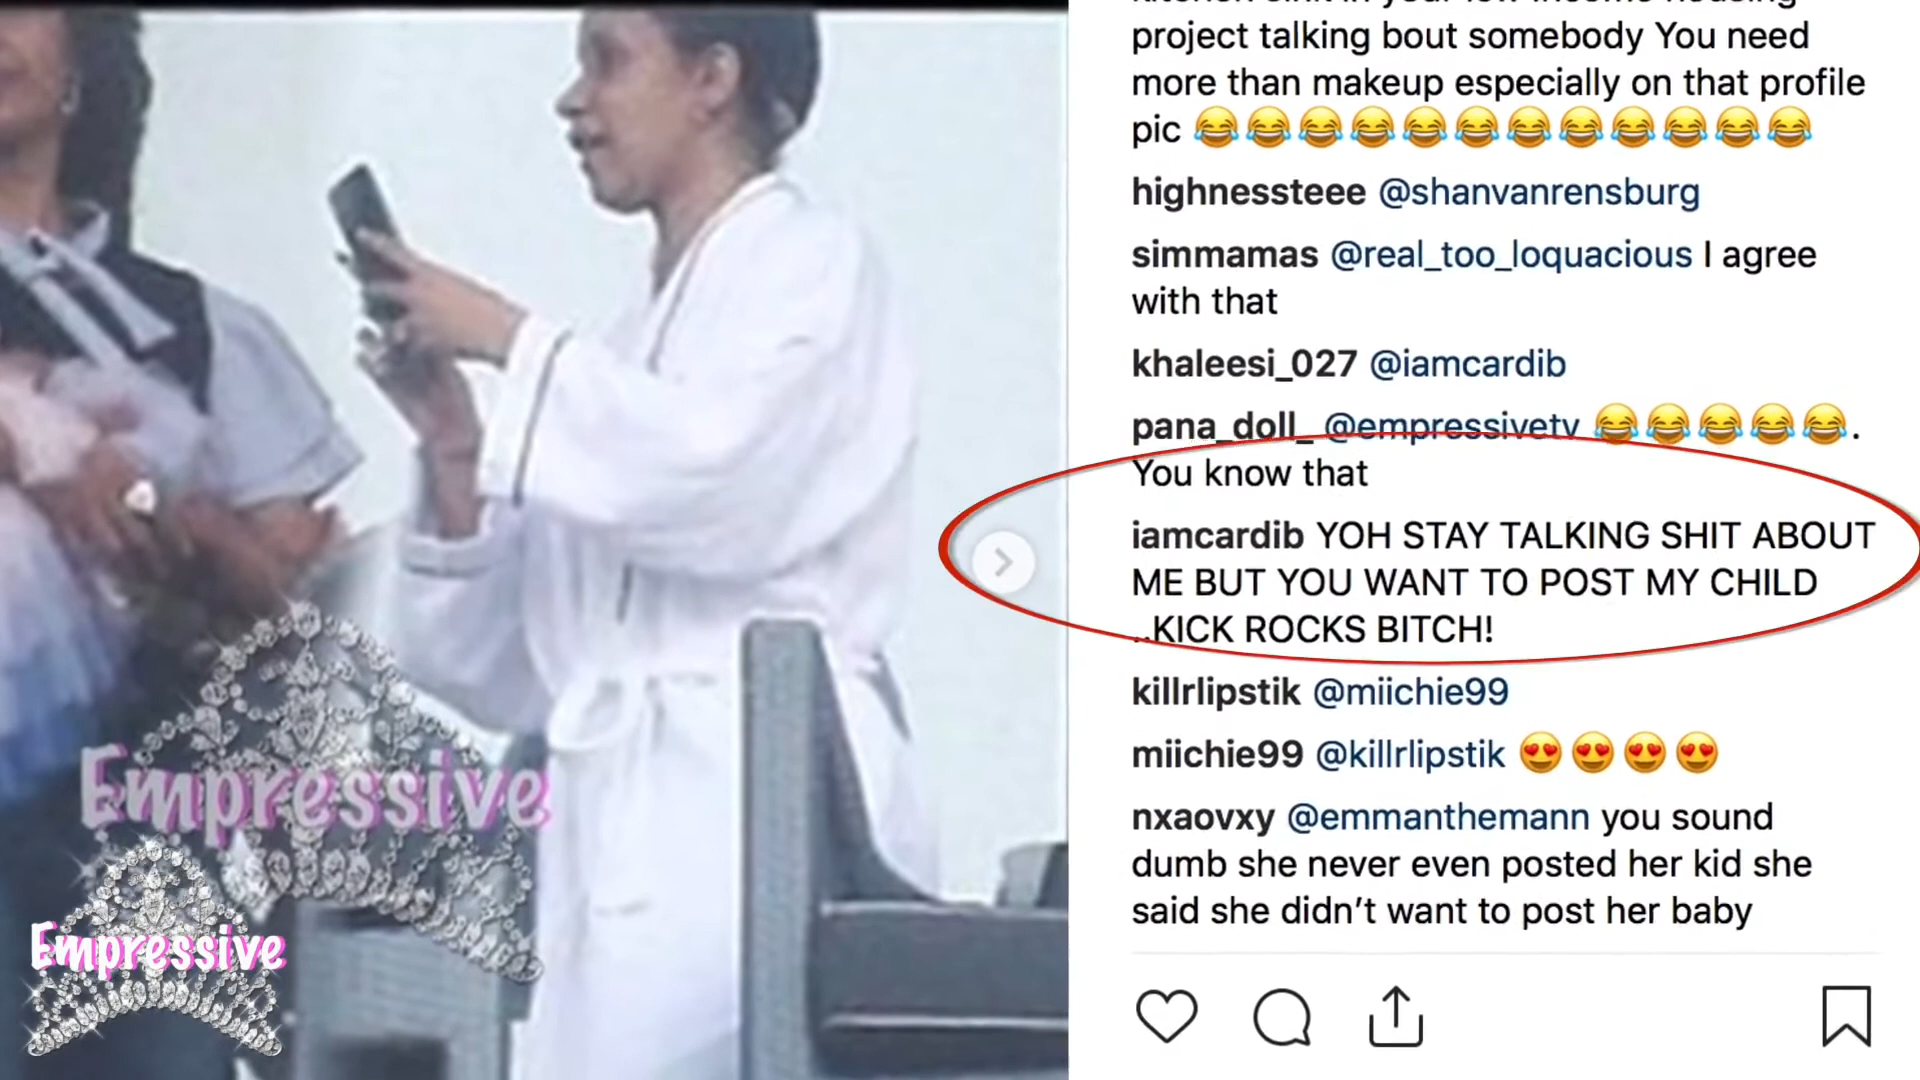 project talking bout somebody You need
more than makeup especially on that profile
pic 😂😂😂😂😂😂😂😂😂😂😂😂
highnessteee @shanvanrensburg
simmamas @real_too_loquacious I agree
with that
khaleesi_027 @iamcardib
pana_doll_ @empressivetv 😂😂😂😂😂.
You know that
iamcardib YOH STAY TALKING SHIT ABOUT
ME BUT YOU WANT TO POST MY CHILD
..KICK ROCKS BITCH!
killrlipstik @miichie99
miichie99 @killrlipstik 😍😍😍😍
nxaovxy @emmanthemann you sound
dumb she never even posted her kid she
said she didn’t want to post her baby
Empressive
Empressive